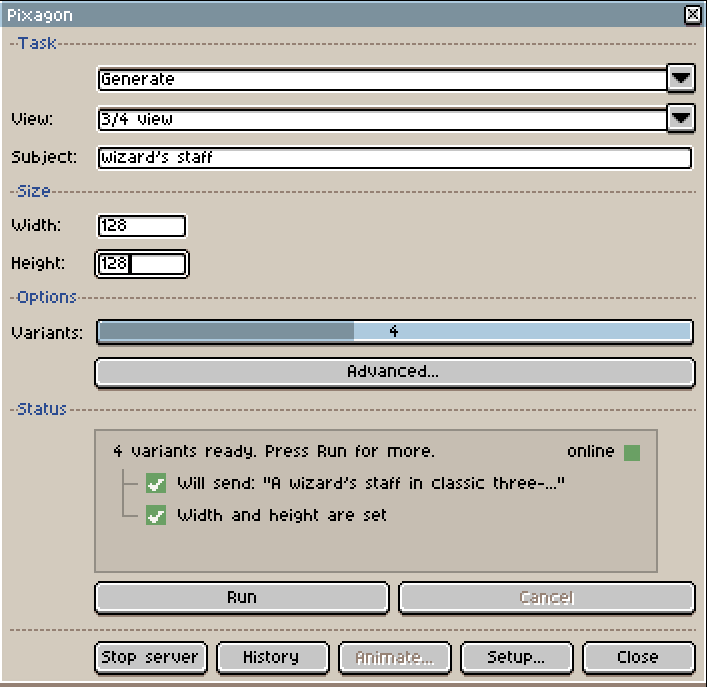 Pixagon
Task
Generate
View: 3/4 view
Subject: wizard's staff
Size
Width: 128
Height: 128
Options
Variants: 4
Advanced...
Status
4 variants ready. Press Run for more. online
Will send: "A wizard's staff in classic three-..."
Width and height are set
Run Cancel
Stop server History Animate... Setup... Close